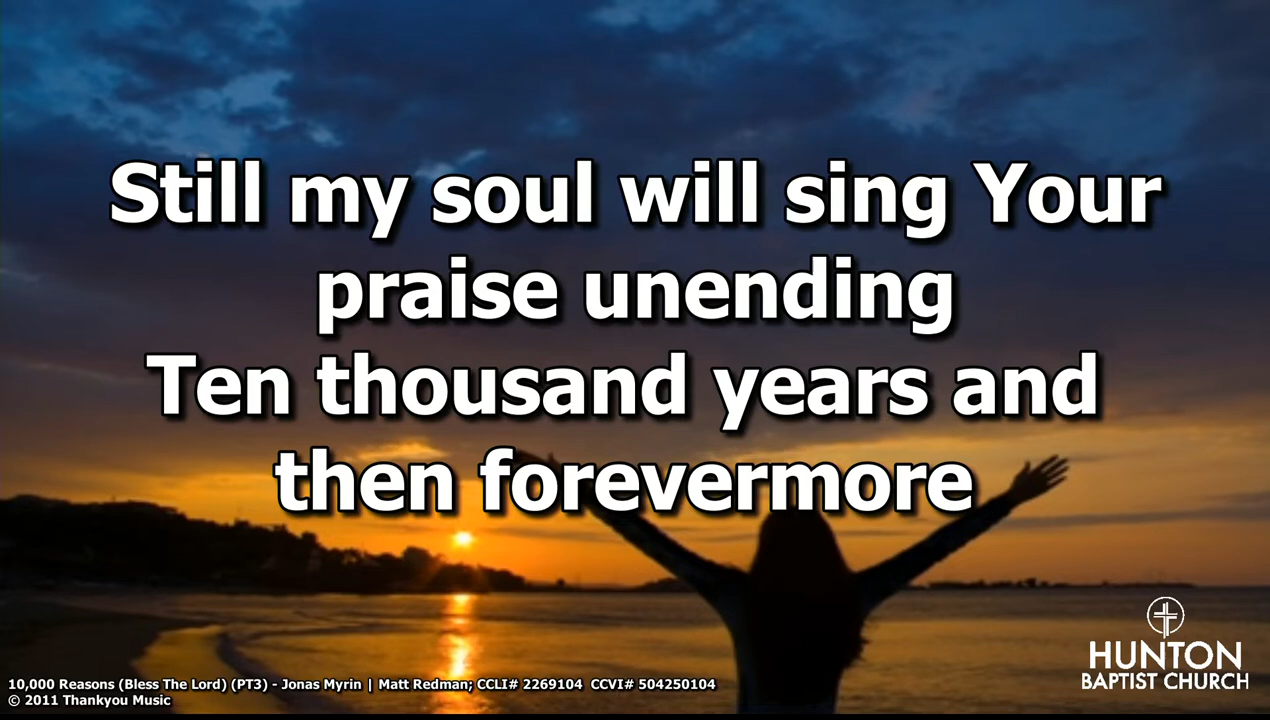 Still my soul will sing Your
praise unending
Ten thousand years and
then forevermore
10,000 Reasons (Bless The Lord) (PT3) - Jonas Myrin | Matt Redman; CCLI# 2269104 CCVI# 504250104
© 2011 Thankyou Music
HUNTON
BAPTIST CHURCH